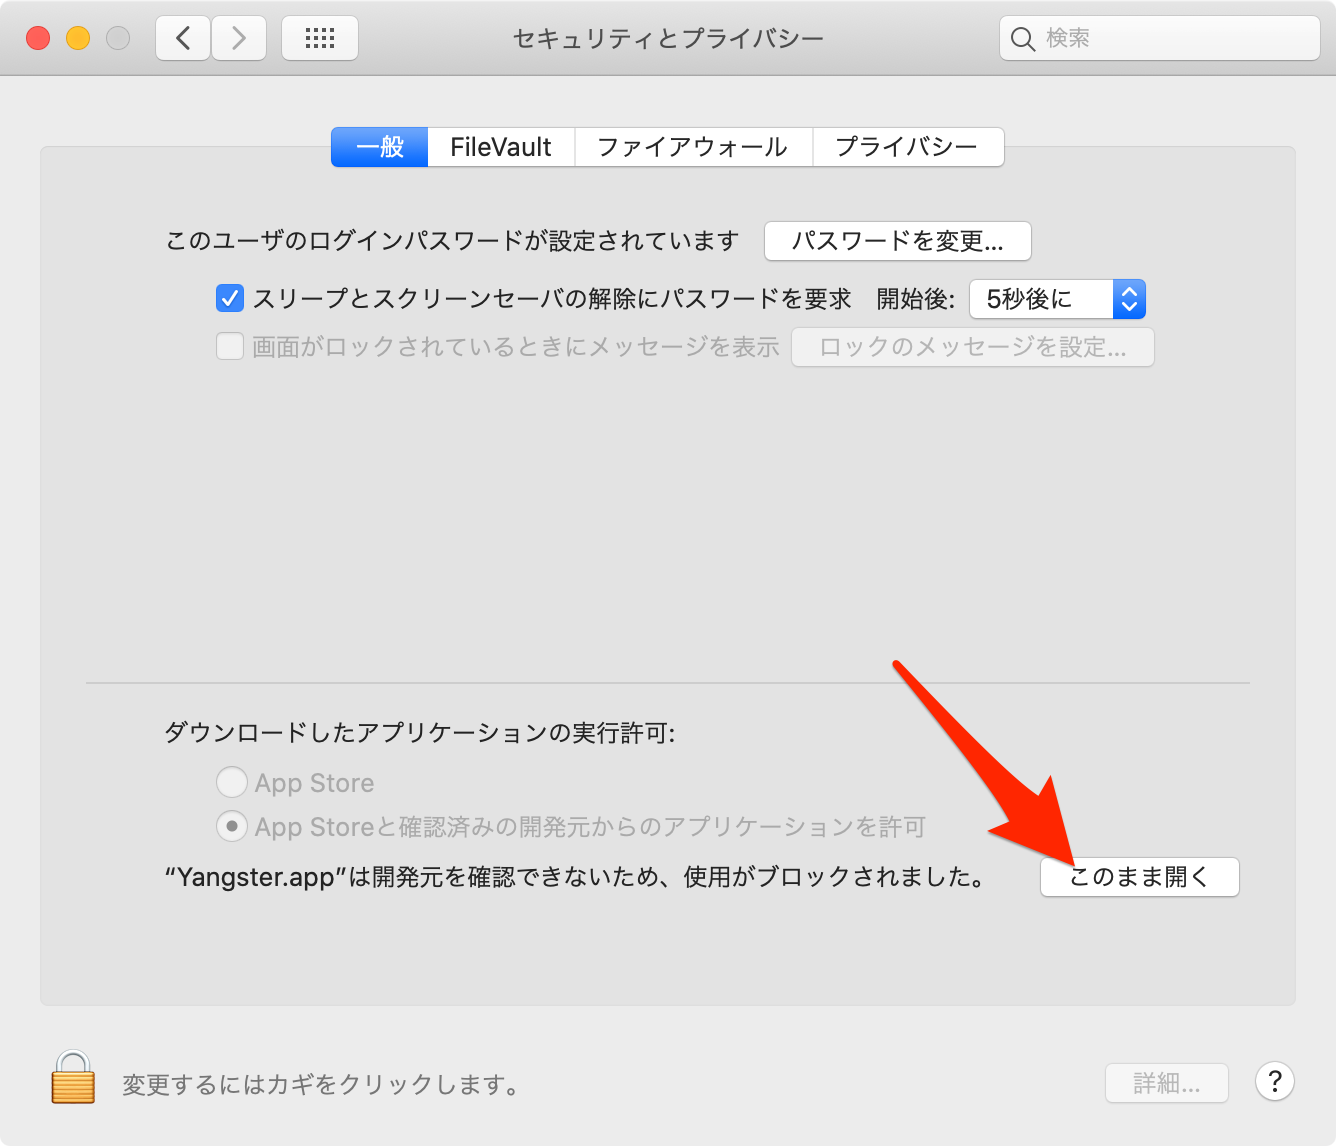 セキュリティとプライバシー
検索
一般 FileVault ファイアウォール プライバシー
このユーザのログインパスワードが設定されています パスワードを変更...
スリープとスクリーンセーバの解除にパスワードを要求 開始後: 5秒後に
画面がロックされているときにメッセージを表示 ロックのメッセージを設定...
ダウンロードしたアプリケーションの実行許可:
App Store
App Storeと確認済みの開発元からのアプリケーションを許可
“Yangster.app”は開発元を確認できないため、使用がブロックされました。 このまま開く
変更するにはカギをクリックします。 詳細... ?